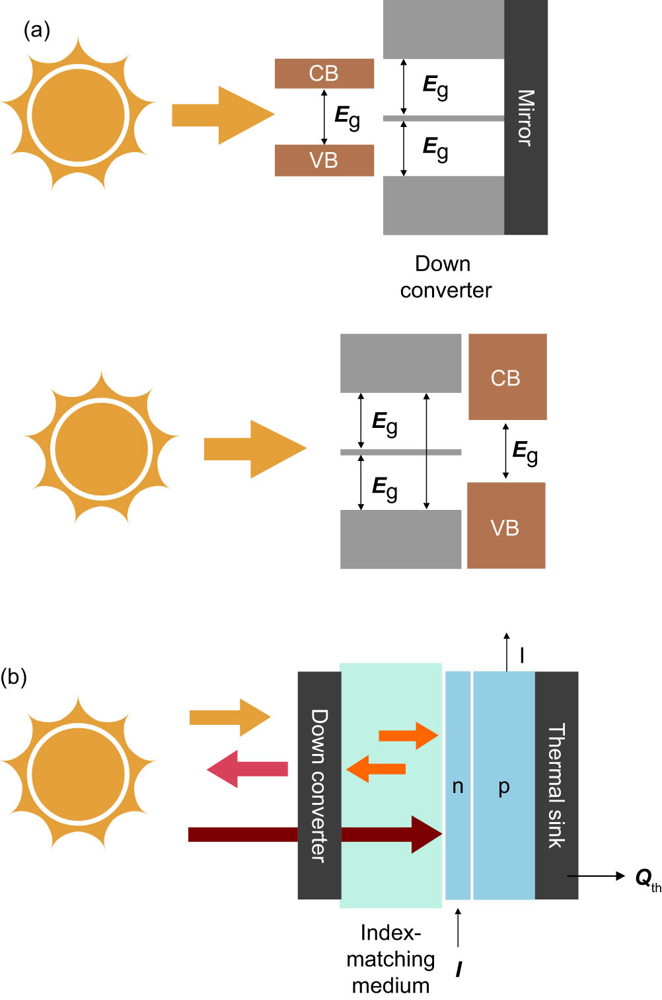 (a)
CB
Eg
VB
Eg
Eg
Mirror
Down
converter
Eg
Eg
CB
Eg
VB
(b)
I
Down converter
n
p
Thermal sink
Qth
Index-
matching
medium
I